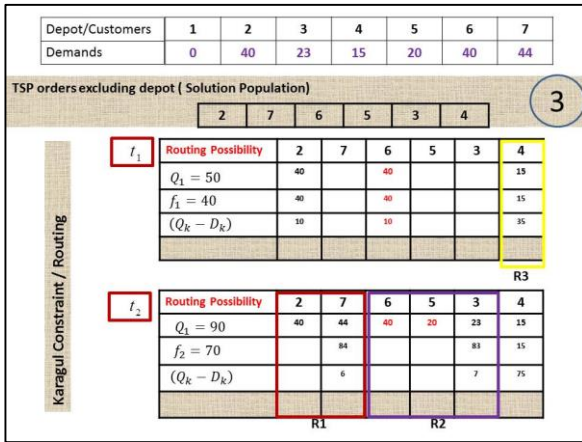 Depot/Customers 1 2 3 4 5 6 7
Demands 0 40 23 15 20 40 44
TSP orders excluding depot ( Solution Population)
3
2 7 6 5 3 4
Karagul Constraint / Routing
t₁ Routing Possibility 2 7 6 5 3 4
Q₁ = 50 40 40 15
f₁ = 40 40 40 15
(Qₖ − Dₖ) 10 10 35
R3
t₂ Routing Possibility 2 7 6 5 3 4
Q₁ = 90 40 44 40 20 23 15
f₂ = 70 84 83 15
(Qₖ − Dₖ) 6 7 75
R1 R2